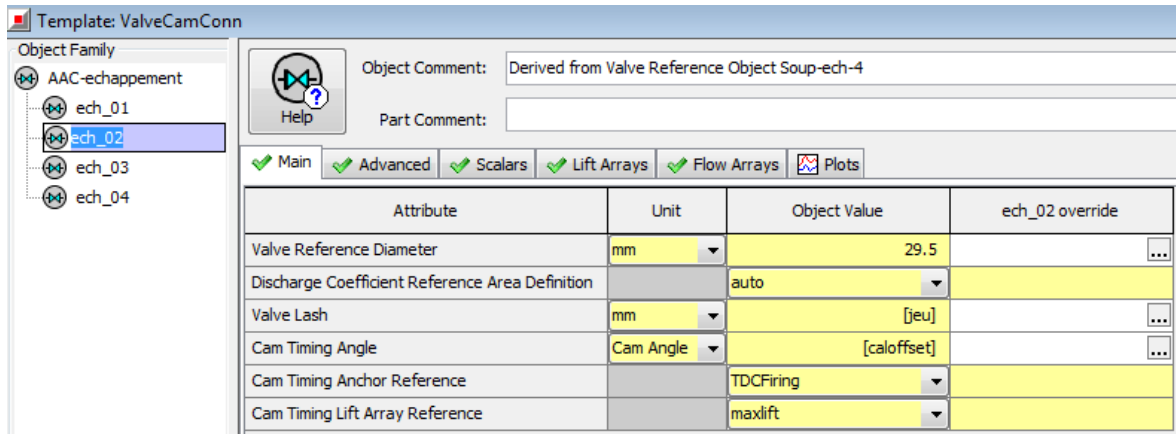 Template: ValveCamConn
Object Family
AAC-echappement
ech_01
ech_02
ech_03
ech_04
Help
Object Comment: Derived from Valve Reference Object Soup-ech-4
Part Comment:
Main Advanced Scalars Lift Arrays Flow Arrays Plots
Attribute Unit Object Value ech_02 override
Valve Reference Diameter mm 29.5 ...
Discharge Coefficient Reference Area Definition auto
Valve Lash mm [jeu] ...
Cam Timing Angle Cam Angle [caloffset] ...
Cam Timing Anchor Reference TDCFiring
Cam Timing Lift Array Reference maxlift